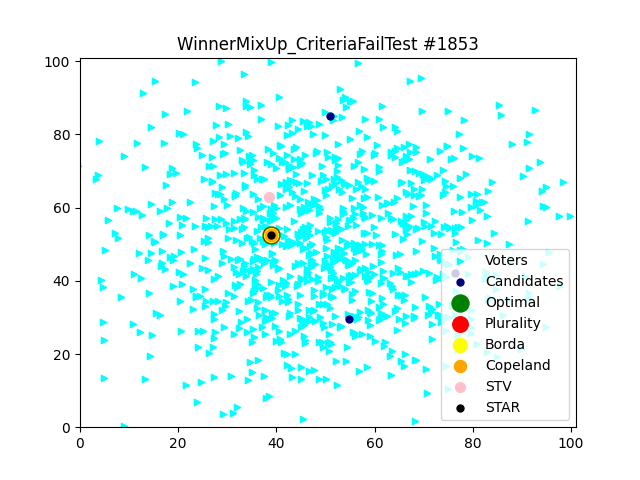 WinnerMixUp_CriteriaFailTest #1853
100
80
60
40
20
0
0 20 40 60 80 100
Voters
Candidates
Optimal
Plurality
Borda
Copeland
STV
STAR